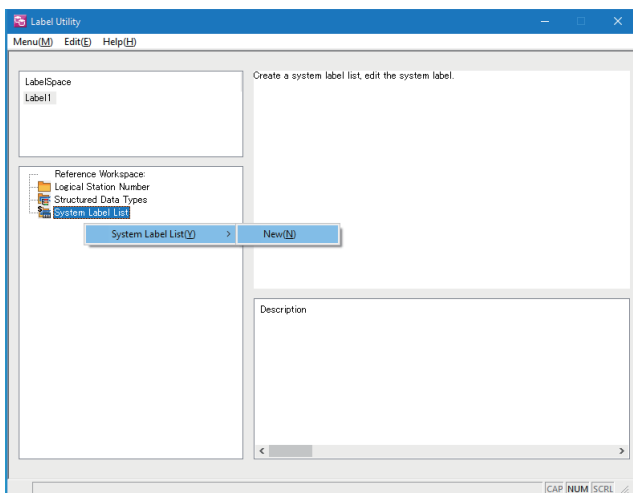 Label Utility
Menu(M) Edit(E) Help(H)
LabelSpace
Label1
Create a system label list, edit the system label.
Reference Workspace:
Logical Station Number
Structured Data Types
System Label List
System Label List(Y) > New(N)
Description
CAP NUM SCRL